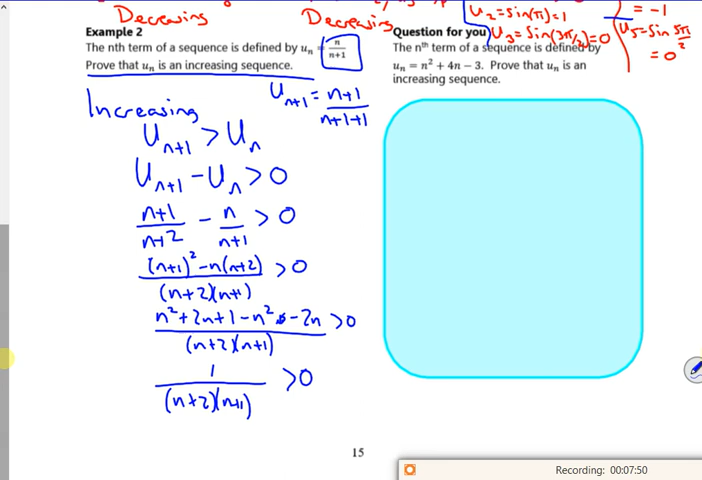 Decreasing
Decreasing
u₂=sin(π)=1
= -1
Example 2
The nth term of a sequence is defined by uₙ = n/(n+1)
Prove that uₙ is an increasing sequence.
Question for you
U₃=Sin(3π/2)=0
U₅=Sin 5π/2
= 0
The nᵗʰ term of a sequence is defined by
uₙ = n² + 4n − 3. Prove that uₙ is an
increasing sequence.
Increasing
Uₙ₊₁ = (n+1)/(n+1+1)
Uₙ₊₁ > Uₙ
Uₙ₊₁ - Uₙ > 0
(n+1)/(n+2) - n/(n+1) > 0
((n+1)² - n(n+2))/((n+2)(n+1)) > 0
(n²+2n+1-n²-2n)/((n+2)(n+1)) > 0
1/((n+2)(n+1)) > 0
15
Recording: 00:07:50